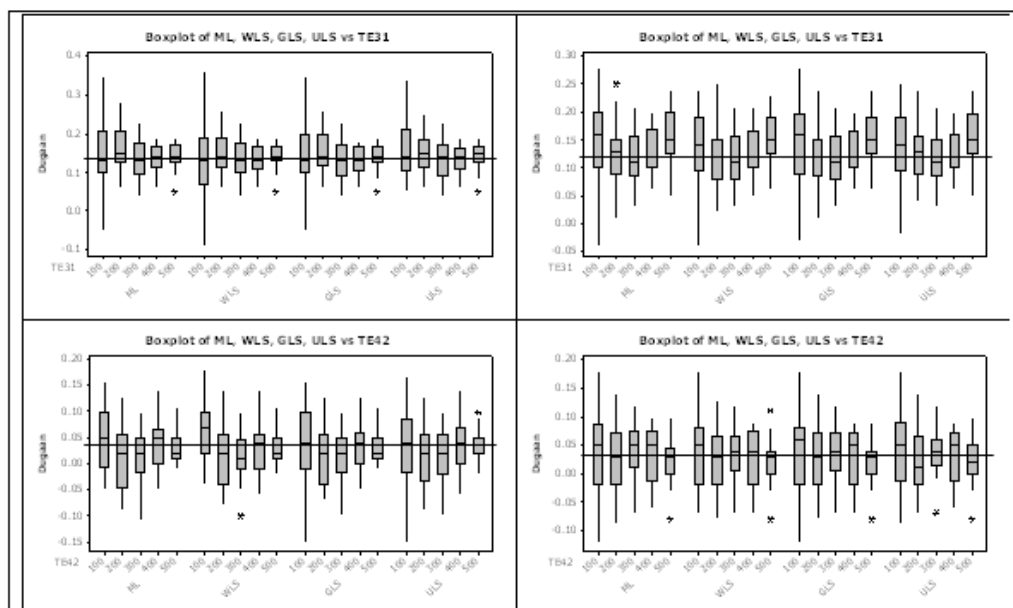 Boxplot of ML, WLS, GLS, ULS vs TE31
0.4
0.3
0.2
0.1
0.0
-0.1
Dugaan
TE31
100 200 300 400 500 100 200 300 400 500 100 200 300 400 500 100 200 300 400 500
ML WLS GLS ULS
Boxplot of ML, WLS, GLS, ULS vs TE31
0.30
0.25
0.20
0.15
0.10
0.05
0.00
-0.05
Dugaan
TE31
100 200 300 400 500 100 200 300 400 500 100 200 300 400 500 100 200 300 400 500
ML WLS GLS ULS
Boxplot of ML, WLS, GLS, ULS vs TE42
0.20
0.15
0.10
0.05
0.00
-0.05
-0.10
-0.15
Dugaan
TE42
100 200 300 400 500 100 200 300 400 500 100 200 300 400 500 100 200 300 400 500
ML WLS GLS ULS
Boxplot of ML, WLS, GLS, ULS vs TE42
0.20
0.15
0.10
0.05
0.00
-0.05
-0.10
Dugaan
TE42
100 200 300 400 500 100 200 300 400 500 100 200 300 400 500 100 200 300 400 500
ML WLS GLS ULS